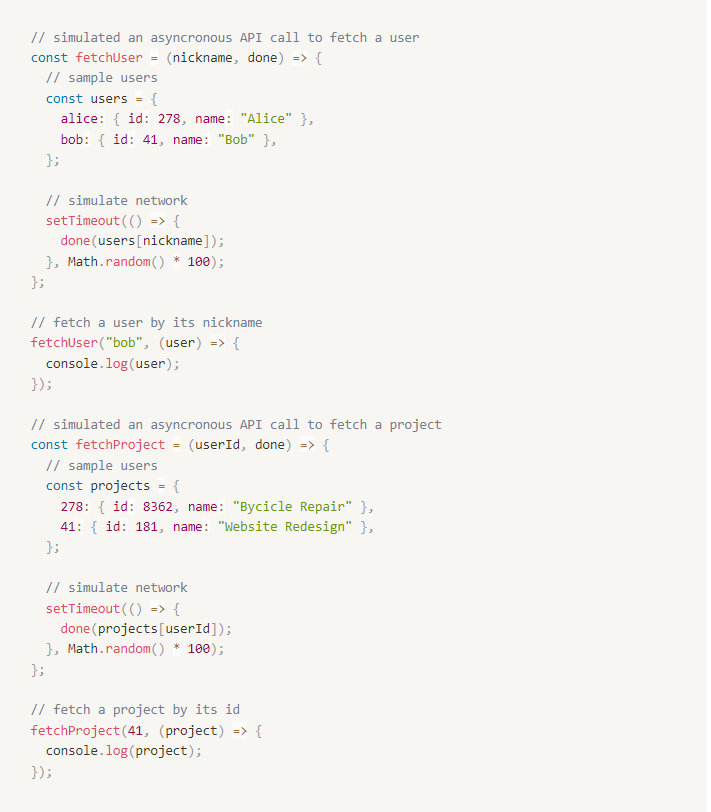 // simulated an asyncronous API call to fetch a user
const fetchUser = (nickname, done) => {
  // sample users
  const users = {
    alice: { id: 278, name: "Alice" },
    bob: { id: 41, name: "Bob" },
  };

  // simulate network
  setTimeout(() => {
    done(users[nickname]);
  }, Math.random() * 100);
};

// fetch a user by its nickname
fetchUser("bob", (user) => {
  console.log(user);
});

// simulated an asyncronous API call to fetch a project
const fetchProject = (userId, done) => {
  // sample users
  const projects = {
    278: { id: 8362, name: "Bycicle Repair" },
    41: { id: 181, name: "Website Redesign" },
  };

  // simulate network
  setTimeout(() => {
    done(projects[userId]);
  }, Math.random() * 100);
};

// fetch a project by its id
fetchProject(41, (project) => {
  console.log(project);
});